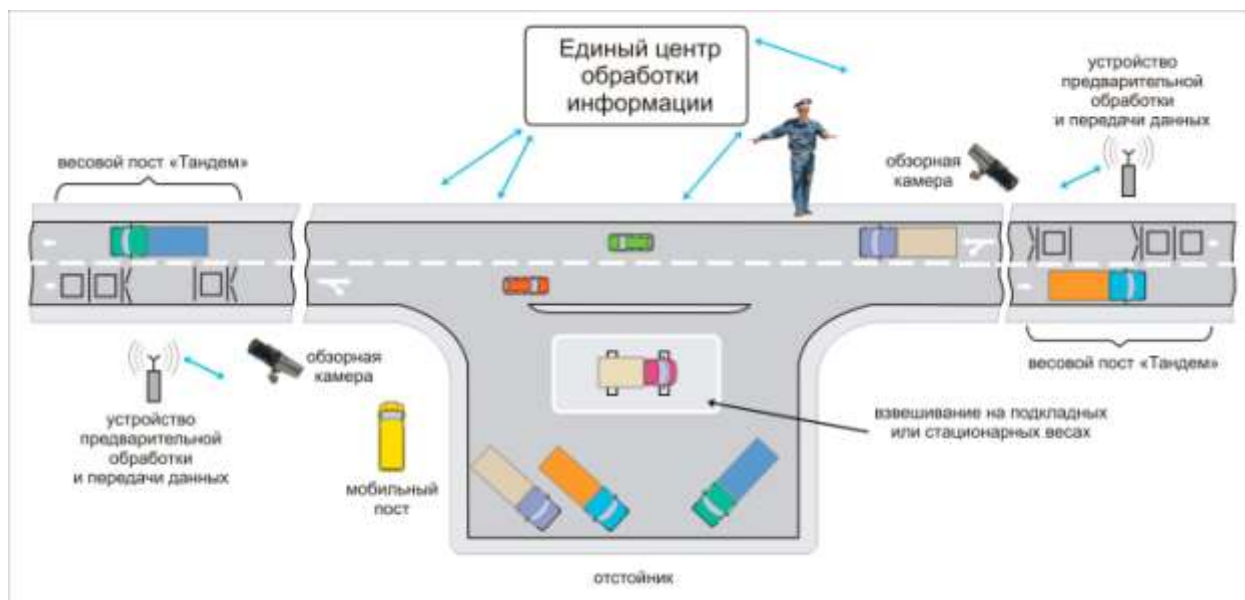 Единый центр
обработки
информации
устройство
предварительной
обработки
и передачи данных
весовой пост «Тандем»
обзорная
камера
обзорная
камера
весовой пост «Тандем»
устройство
предварительной
обработки
и передачи данных
взвешивание на подкладных
или стационарных весах
мобильный
пост
отстойник